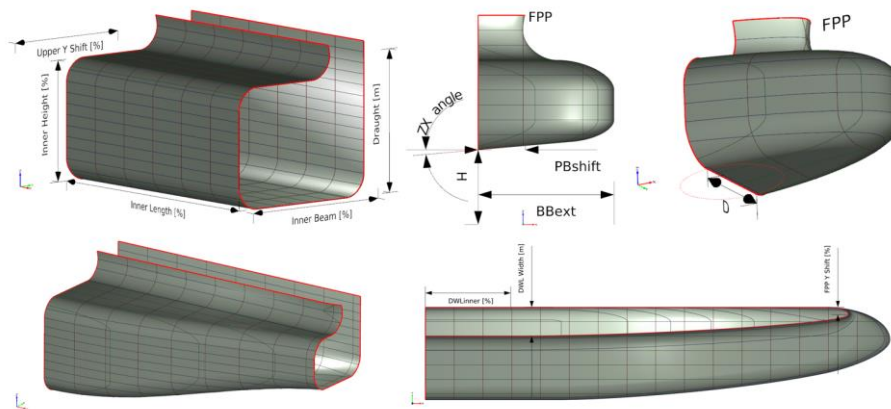 Upper Y Shift [%]
Inner Height [%]
Draught [m]
Inner Length [%]
Inner Beam [%]
FPP
ZX angle
H
PBshift
BBext
FPP
D
DWLinner [%]
DWL Width [m]
FPP Y Shift [%]